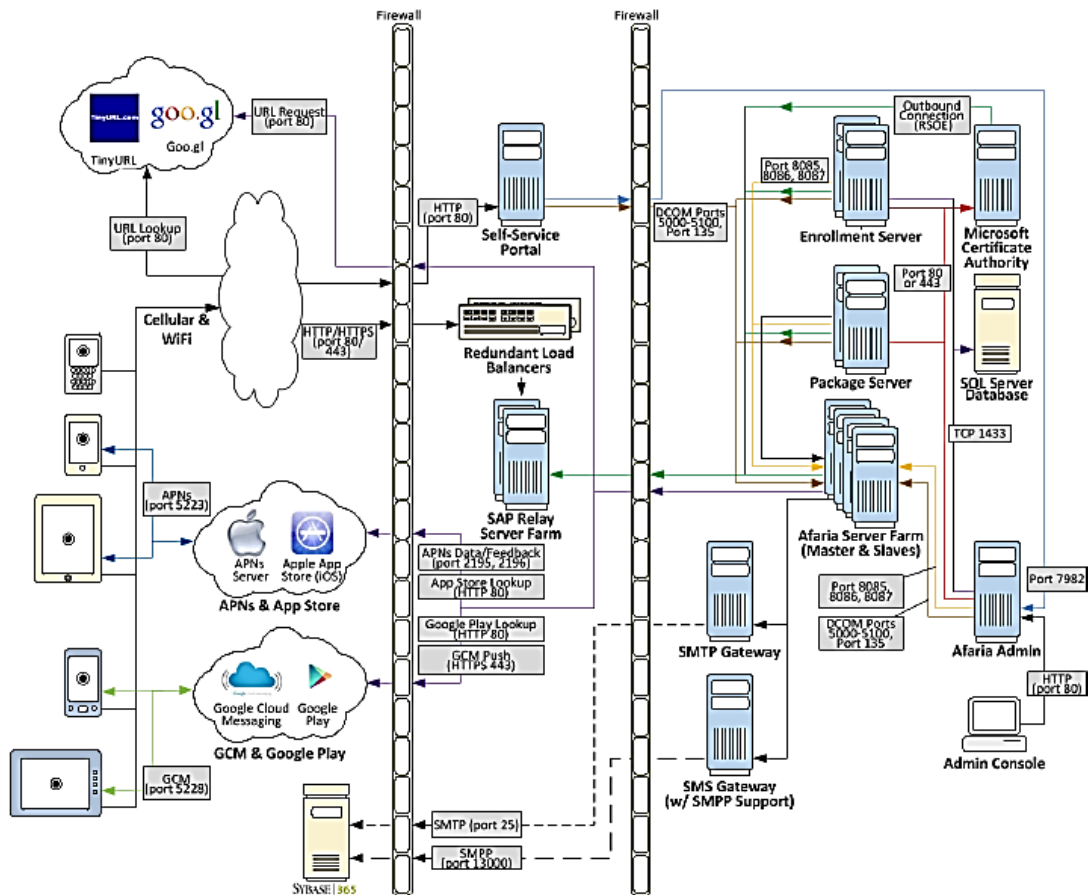 Firewall
Firewall
TinyURL.com
goo.gl
TinyURL
Goo.gl
URL Request
(port 80)
URL Lookup
(port 80)
HTTP
(port 80)
Self-Service
Portal
DCOM Ports
5000-5100,
Port 135
Port 8085,
8086, 8087
Outbound
Connection
(RSOE)
Enrollment Server
Microsoft
Certificate
Authority
Cellular &
WiFi
HTTP/HTTPS
(port 80/
443)
Redundant Load
Balancers
Port 80
or 443
Package Server
SQL Server
Database
TCP 1433
SAP Relay
Server Farm
Afaria Server Farm
(Master & Slaves)
APNs
(port 5223)
APNs
Server
Apple App
Store (iOS)
APNs & App Store
APNs Data/Feedback
(port 2195, 2196)
App Store Lookup
(HTTP 80)
Google Play Lookup
(HTTP 80)
GCM Push
(HTTPS 443)
Port 8085,
8086, 8087
DCOM Ports
5000-5100,
Port 135
Port 7982
Afaria Admin
SMTP Gateway
HTTP
(port 80)
Admin Console
Google Cloud
Messaging
Google
Play
GCM & Google Play
GCM
(port 5228)
SMS Gateway
(w/ SMPP Support)
SMTP (port 25)
SMPP
(port 13000)
SYBASE 365